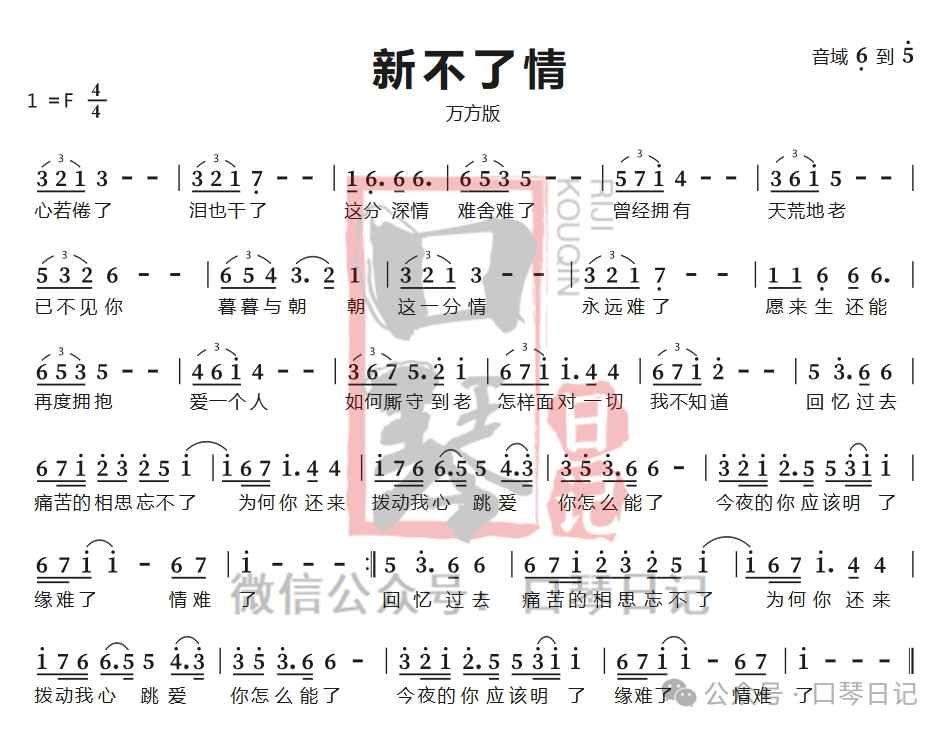 新不了情
音域 6̣ 到 5̇
1 =F 4/4
万方版
3 2 1 3 - - | 3 2 1 7̣ - - | 1 6̣. 6̣ 6. | 6 5 3 5 - - | 5 7 1̇ 4 - - | 3 6 1̇ 5 - - |
心若倦了 泪也干了 这分 深情 难舍难了 曾经拥有 天荒地老
5 3 2 6 - - | 6 5 4 3. 2 1 | 3 2 1 3 - - | 3 2 1 7̣ - - | 1 1 6̣ 6 6. |
已不见你 暮暮与朝 朝 这一分情 永远难了 愿来生 还能
6 5 3 5 - - | 4 6 1̇ 4 - - | 3 6 7 5. 2̇ 1̇ | 6 7 1̇ 1̇. 4 4 | 6 7 1̇ 2̇ - - | 5 3̇. 6 6 |
再度拥抱 爱一个人 如何厮守到老 怎样面对一切 我不知道 回忆过去
6 7 1̇ 2̇ 3̇ 2̇ 5 1̇ | 1̇ 6 7 1̇. 4 4 | 1̇ 7 6 6. 5 5 4̇. 3̇ | 3̇ 5̇ 3̇. 6 6 - | 3̇ 2̇ 1̇ 2̇. 5 5 3̇ 1̇ 1̇ |
痛苦的相思忘不了 为何你还来 拨动我心 跳爱 你怎么能了 今夜的你应该明 了
6 7 1̇ 1̇ - 6 7 | 1̇ - - - :‖ 5 3̇. 6 6 | 6 7 1̇ 2̇ 3̇ 2̇ 5 1̇ | 1̇ 6 7 1̇. 4 4 |
缘难了 情难 了 回忆过去 痛苦的相思忘不了 为何你 还来
1̇ 7 6 6. 5 5 4̇. 3̇ | 3̇ 5̇ 3̇. 6 6 - | 3̇ 2̇ 1̇ 2̇. 5 5 3̇ 1̇ 1̇ | 6 7 1̇ 1̇ - 6 7 | 1̇ - - - ‖
拨动我心 跳爱 你怎么能了 今夜的你应该明 了 缘难了 情难 了
口琴
RIJI
KOUQIN
日记
微信公众号：口琴日记
公众号 · 口琴日记